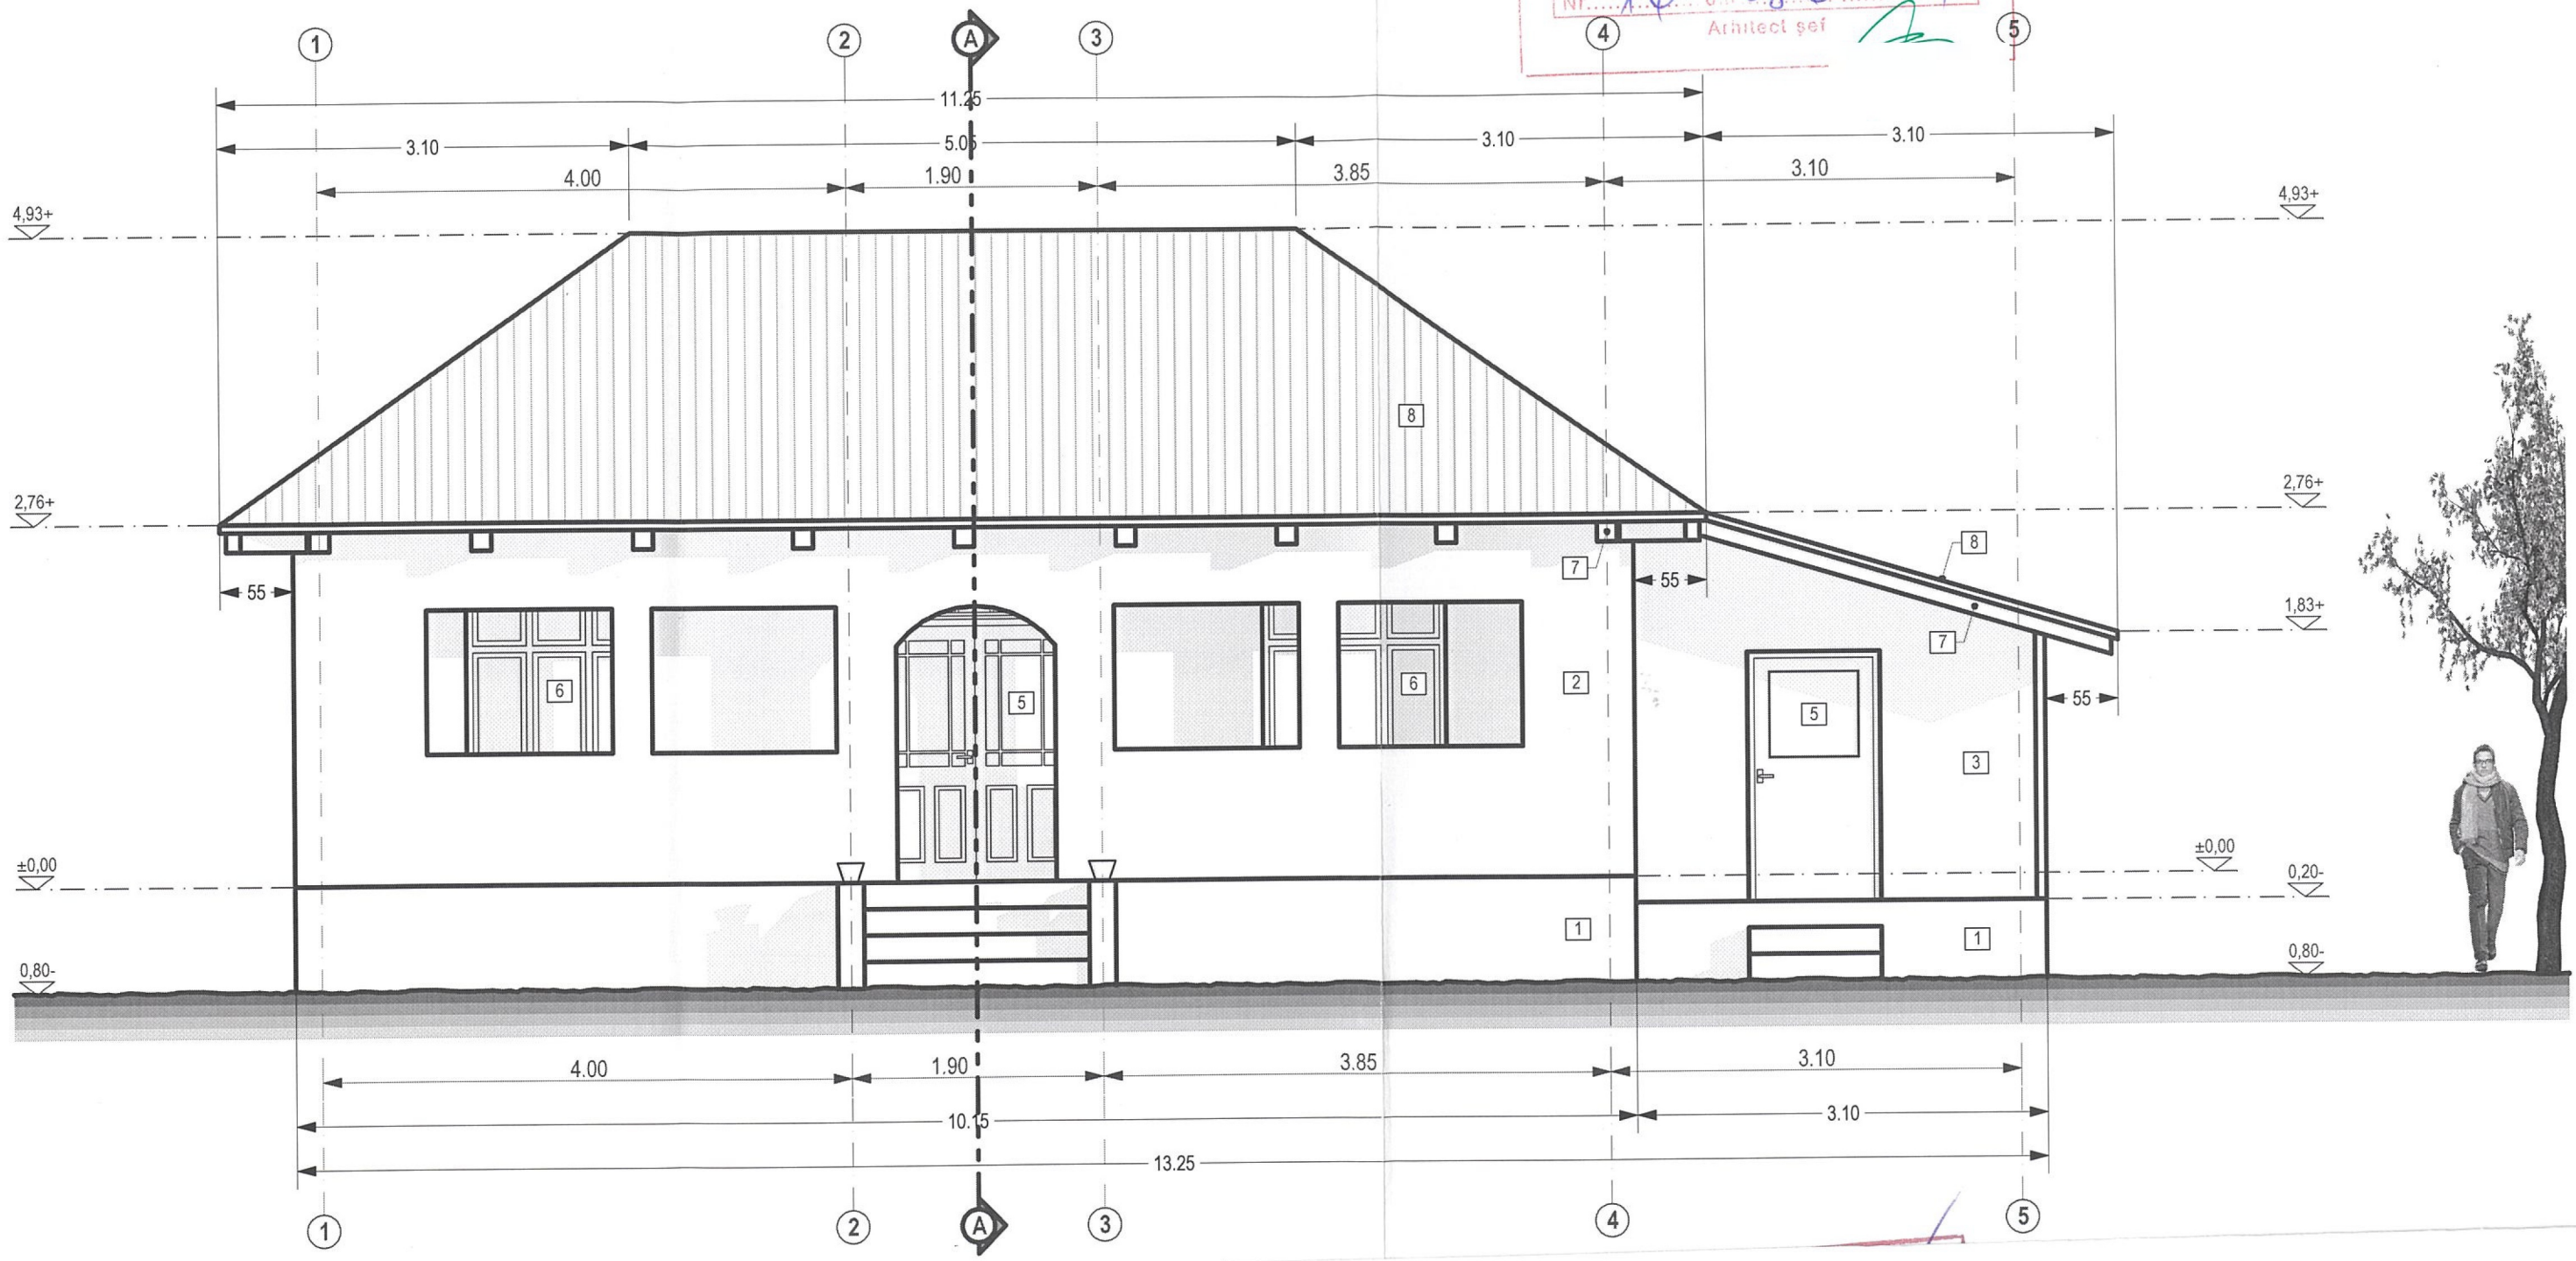 Nr.
Arhitect şef
1 2 A 3 4 5
11.25
3.10 5.05 3.10 3.10
4.00 1.90 3.85 3.10
4,93+ 4,93+
8
2,76+ 2,76+
8
7
55 55
1,83+
7
6 5 6 2 5 55
3
±0,00 ±0,00
0,20-
1 1
0,80- 0,80-
4.00 1.90 3.85 3.10
10.15 3.10
13.25
1 2 A 3 4 5